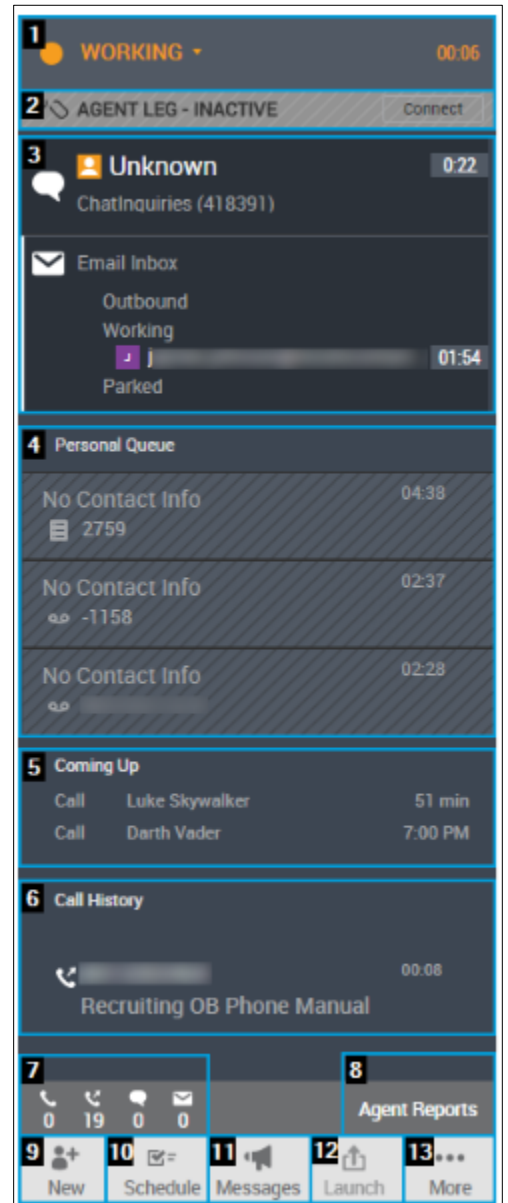 1
WORKING
00:06
2
AGENT LEG - INACTIVE
Connect
3
Unknown
0:22
ChatInquiries (418391)
Email Inbox
Outbound
Working
J j
01:54
Parked
4 Personal Queue
No Contact Info
04:38
2759
No Contact Info
02:37
-1158
No Contact Info
02:28
5 Coming Up
Call Luke Skywalker 51 min
Call Darth Vader 7:00 PM
6 Call History
00:08
Recruiting OB Phone Manual
7
0 19 0 0
8
Agent Reports
9
New
10
Schedule
11
Messages
12
Launch
13
More